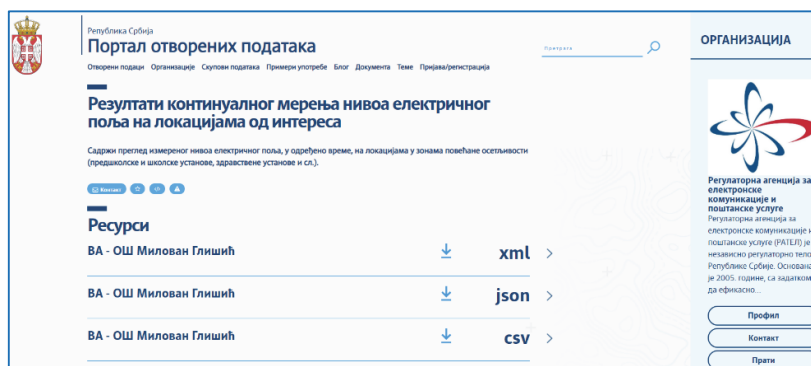 Република Србија
Портал отворених података
Претрага
Отворени подаци Организације Скупови података Примери употребе Блог Документа Теме Пријава/регистрација
Резултати континуалног мерења нивоа електричног
поља на локацијама од интереса
Садржи преглед измереног нивоа електричног поља, у одређено време, на локацијама у зонама повећане осетљивости
(предшколске и школске установе, здравствене установе и сл.).
Контакт
Ресурси
ВА - ОШ Милован Глишић xml
ВА - ОШ Милован Глишић json
ВА - ОШ Милован Глишић csv
ОРГАНИЗАЦИЈА
Регулаторна агенција за
електронске
комуникације и
поштанске услуге
Регулаторна агенција за
електронске комуникације и
поштанске услуге (РАТЕЛ) је
независно регулаторно тело
Републике Србије. Основана
је 2005. године, са задатком
да ефикасно...
Профил
Контакт
Прати